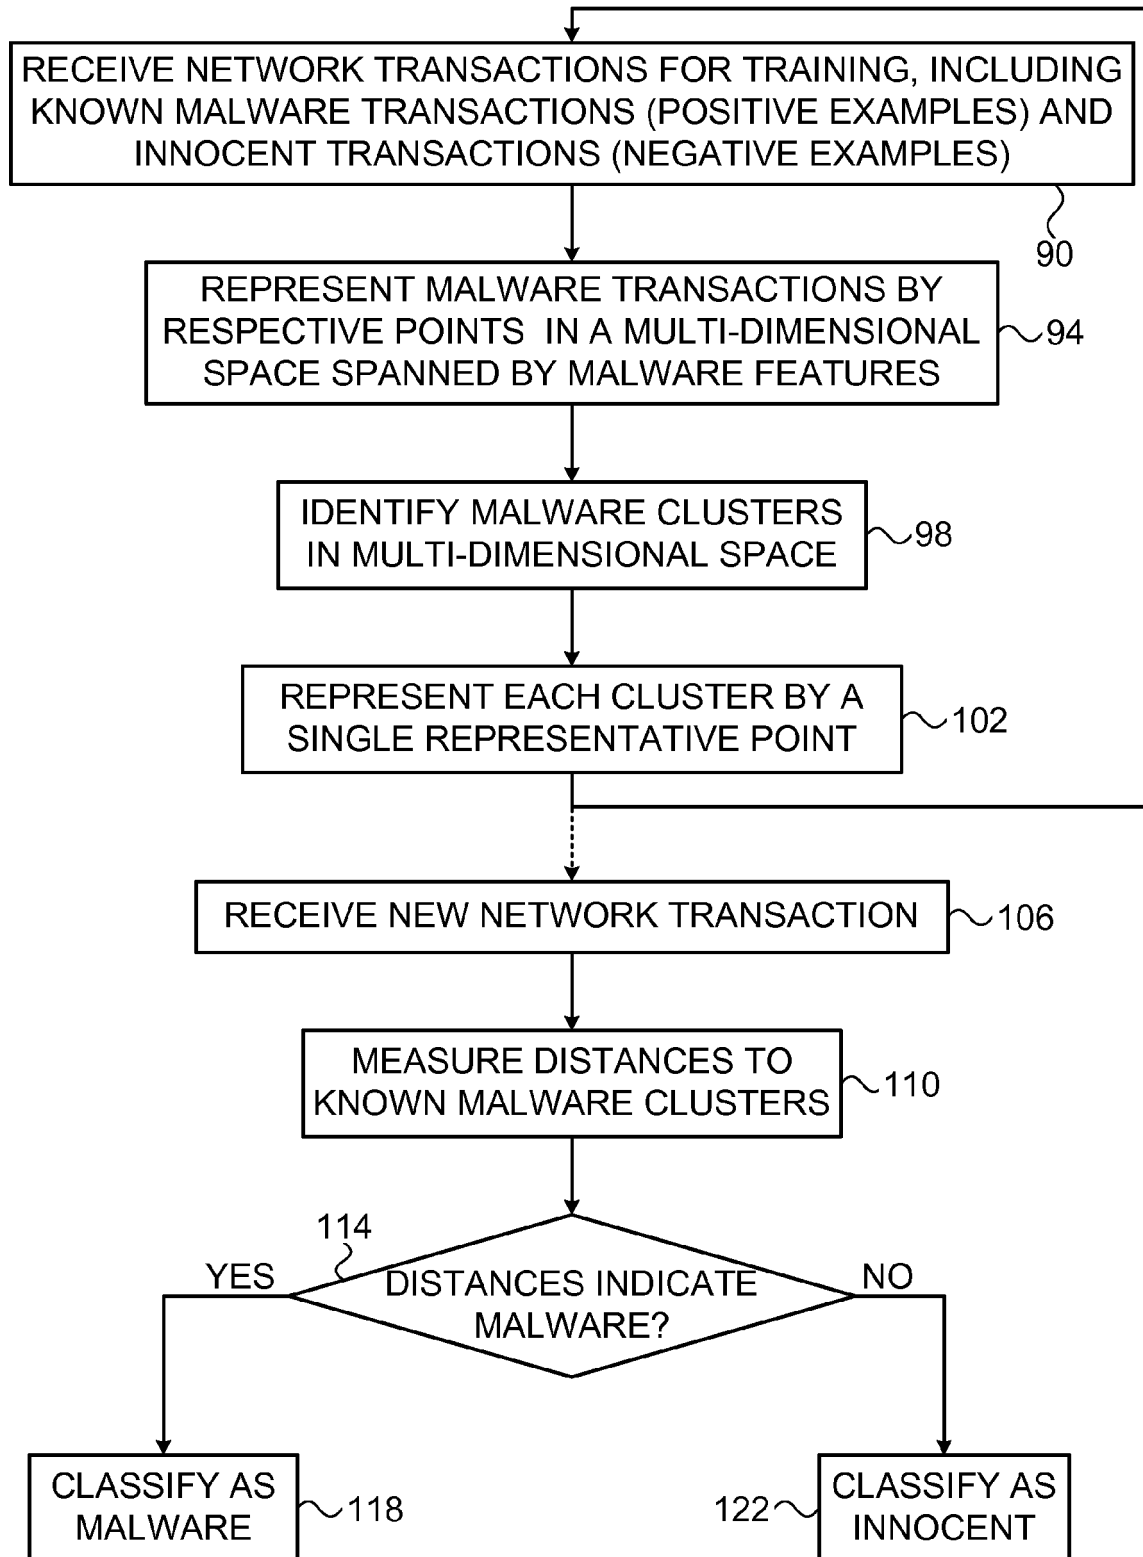 RECEIVE NETWORK TRANSACTIONS FOR TRAINING, INCLUDING
KNOWN MALWARE TRANSACTIONS (POSITIVE EXAMPLES) AND
INNOCENT TRANSACTIONS (NEGATIVE EXAMPLES)
90
REPRESENT MALWARE TRANSACTIONS BY
RESPECTIVE POINTS IN A MULTI-DIMENSIONAL
SPACE SPANNED BY MALWARE FEATURES
94
IDENTIFY MALWARE CLUSTERS
IN MULTI-DIMENSIONAL SPACE
98
REPRESENT EACH CLUSTER BY A
SINGLE REPRESENTATIVE POINT
102
RECEIVE NEW NETWORK TRANSACTION
106
MEASURE DISTANCES TO
KNOWN MALWARE CLUSTERS
110
114
YES
DISTANCES INDICATE
MALWARE?
NO
CLASSIFY AS
MALWARE
118
122
CLASSIFY AS
INNOCENT